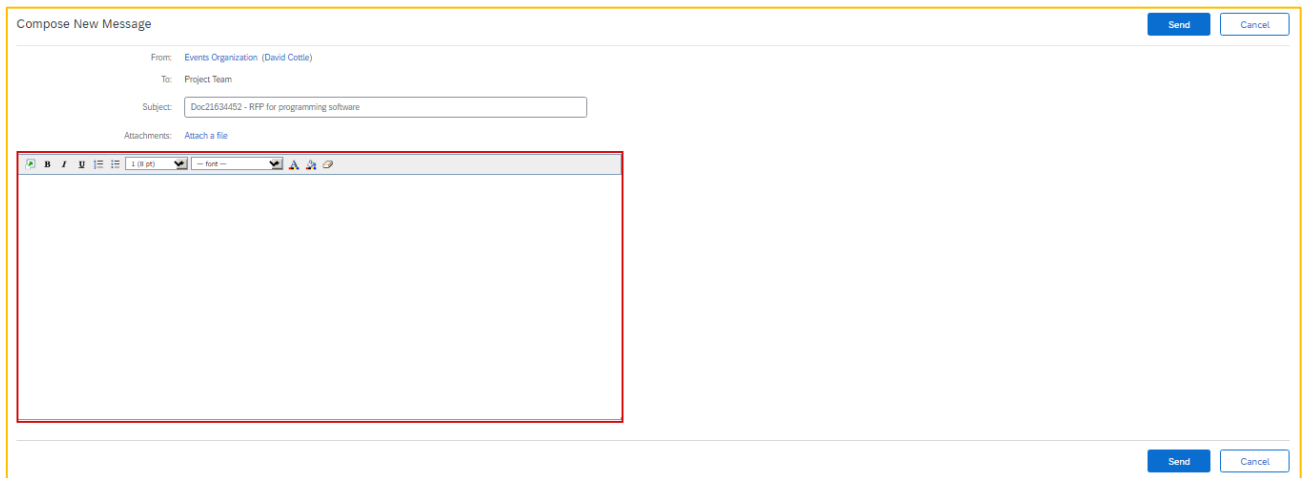 Compose New Message
Send
Cancel
From: Events Organization (David Cottle)
To: Project Team
Subject: Doc21634452 - RFP for programming software
Attachments: Attach a file
B I U 1 (8 pt) — font — A
Send
Cancel